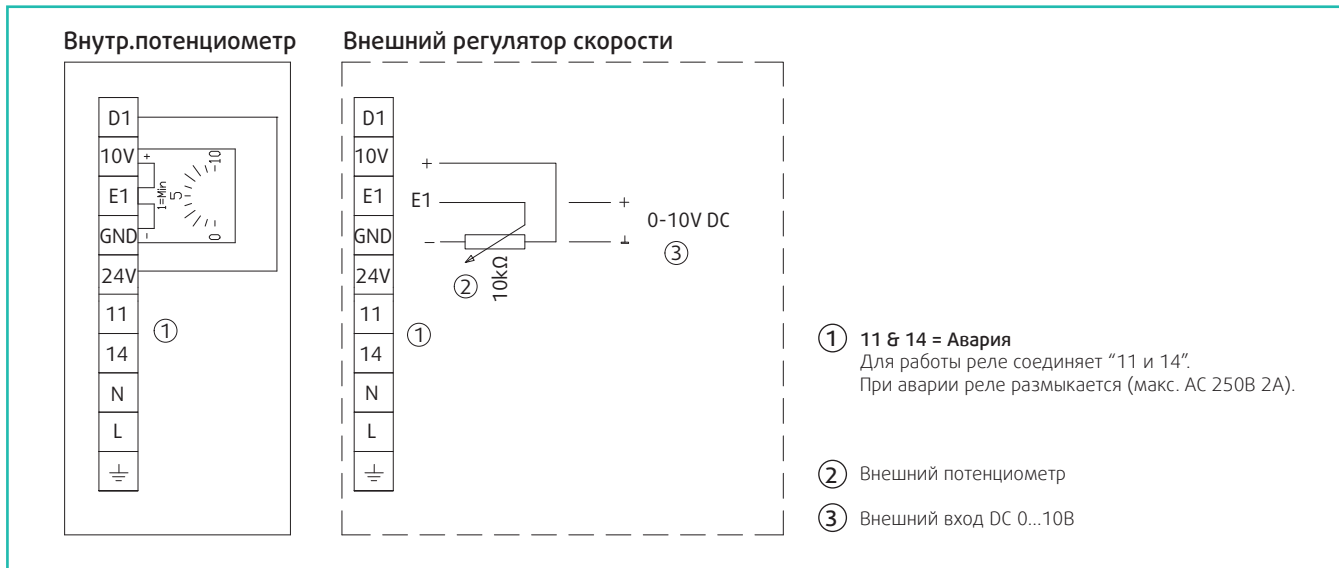 Внутр.потенциометр
D1
10V
E1
GND
24V
11
14
N
L
+
-
1=Min
0
5
10
①
Внешний регулятор скорости
D1
10V
E1
GND
24V
11
14
N
L
+
E1
−
10kΩ
②
+
0-10V DC
③
①
① 11 & 14 = Авария
Для работы реле соединяет “11 и 14”.
При аварии реле размыкается (макс. AC 250В 2А).
② Внешний потенциометр
③ Внешний вход DC 0...10В